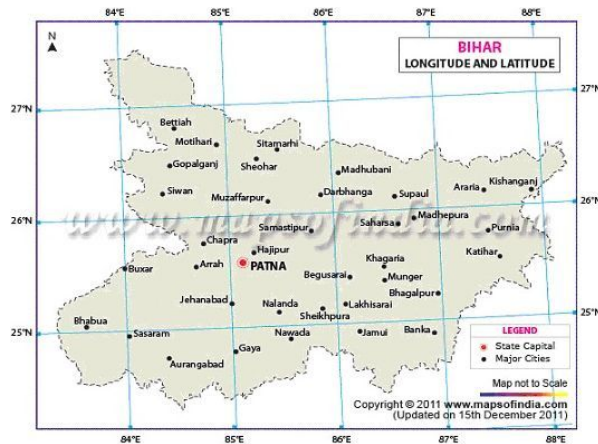 84°E 85°E 86°E 87°E 88°E
N
BIHAR
LONGITUDE AND LATITUDE
27°N
27°N
Bettiah
Motihari
Sitamarhi
Gopalganj
Sheohar
Madhubani
Kishanganj
Araria
Siwan
Darbhanga
Supaul
Muzaffarpur
Madhepura
26°N
26°N
www.mapsofindia.com
Saharsa
Samastipur
Purnia
Chapra
Hajipur
Katihar
Khagaria
Arrah
PATNA
Buxar
Begusarai
Munger
Bhagalpur
Jehanabad
Nalanda
Lakhisarai
Sheikhpura
25°N
Bhabua
25°N
Sasaram
Nawada
Jamui
Banka
Gaya
Aurangabad
LEGEND
State Capital
Major Cities
Map not to Scale
Copyright © 2011 www.mapsofindia.com
(Updated on 15th December 2011)
84°E 85°E 86°E 87°E 88°E